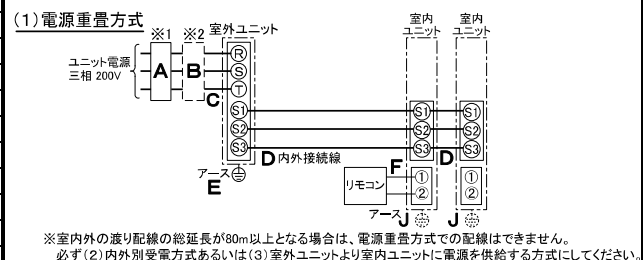 (1)電源重畳方式
※1
※2
室外ユニット
室内
ユニット
室内
ユニット
ユニット電源
三相 200V
A
B
C
R
S
T
S1
S2
S3
S1
S2
S3
S1
S2
S3
D 内外接続線
D
アース
E
リモコン
F
①
②
①
②
アース
J
J
※室内外の渡り配線の総延長が80m以上となる場合は、電源重畳方式での配線はできません。
必ず(2)内外別受電方式あるいは(3)室外ユニットより室内ユニットに電源を供給する方式にしてください。